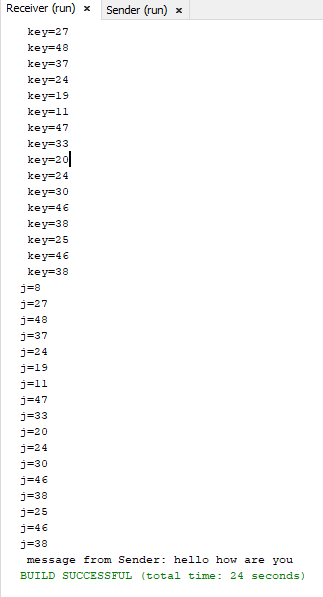 Receiver (run) × Sender (run) ×
key=27
key=48
key=37
key=24
key=19
key=11
key=47
key=33
key=20
key=24
key=30
key=46
key=38
key=25
key=46
key=38
j=8
j=27
j=48
j=37
j=24
j=19
j=11
j=47
j=33
j=20
j=24
j=30
j=46
j=38
j=25
j=46
j=38
message from Sender: hello how are you
BUILD SUCCESSFUL (total time: 24 seconds)